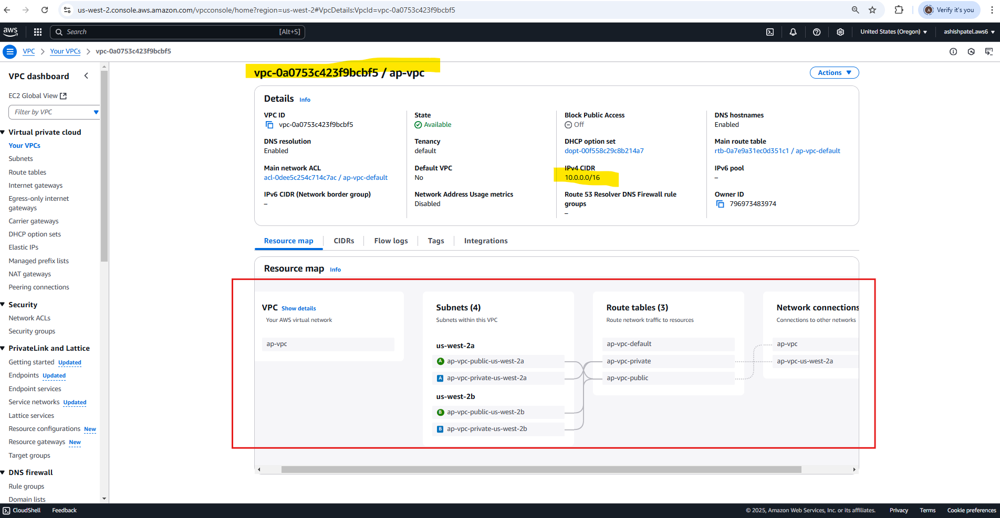 us-west-2.console.aws.amazon.com/vpcconsole/home?region=us-west-2#VpcDetails:VpcId=vpc-0a0753c423f9bcbf5
A
Verify it's you
aws
Search
[Alt+S]
United States (Oregon)
ashishpatel.aws6
VPC
Your VPCs
vpc-0a0753c423f9bcbf5
VPC dashboard
EC2 Global View
Filter by VPC
Virtual private cloud
Your VPCs
Subnets
Route tables
Internet gateways
Egress-only internet
gateways
Carrier gateways
DHCP option sets
Elastic IPs
Managed prefix lists
NAT gateways
Peering connections
Security
Network ACLs
Security groups
PrivateLink and Lattice
Getting started Updated
Endpoints Updated
Endpoint services
Service networks Updated
Lattice services
Resource configurations New
Resource gateways New
Target groups
DNS firewall
Rule groups
Domain lists
vpc-0a0753c423f9bcbf5 / ap-vpc
Actions
Details Info
VPC ID
vpc-0a0753c423f9bcbf5
State
Available
Block Public Access
Off
DNS hostnames
Enabled
DNS resolution
Enabled
Tenancy
default
DHCP option set
dopt-00f558c29c8b214a7
Main route table
rtb-0a7e9a31ec0d351c1 / ap-vpc-default
Main network ACL
acl-0dee5c254c714c7ac / ap-vpc-default
Default VPC
No
IPv4 CIDR
10.0.0.0/16
IPv6 pool
–
IPv6 CIDR (Network border group)
–
Network Address Usage metrics
Disabled
Route 53 Resolver DNS Firewall rule
groups
–
Owner ID
796973483974
Resource map
CIDRs
Flow logs
Tags
Integrations
Resource map Info
VPC Show details
Your AWS virtual network
ap-vpc
Subnets (4)
Subnets within this VPC
us-west-2a
A ap-vpc-public-us-west-2a
A ap-vpc-private-us-west-2a
us-west-2b
B ap-vpc-public-us-west-2b
B ap-vpc-private-us-west-2b
Route tables (3)
Route network traffic to resources
ap-vpc-default
ap-vpc-private
ap-vpc-public
Network connections
Connections to other networks
ap-vpc
ap-vpc-us-west-2a
CloudShell
Feedback
© 2025, Amazon Web Services, Inc. or its affiliates.
Privacy
Terms
Cookie preferences